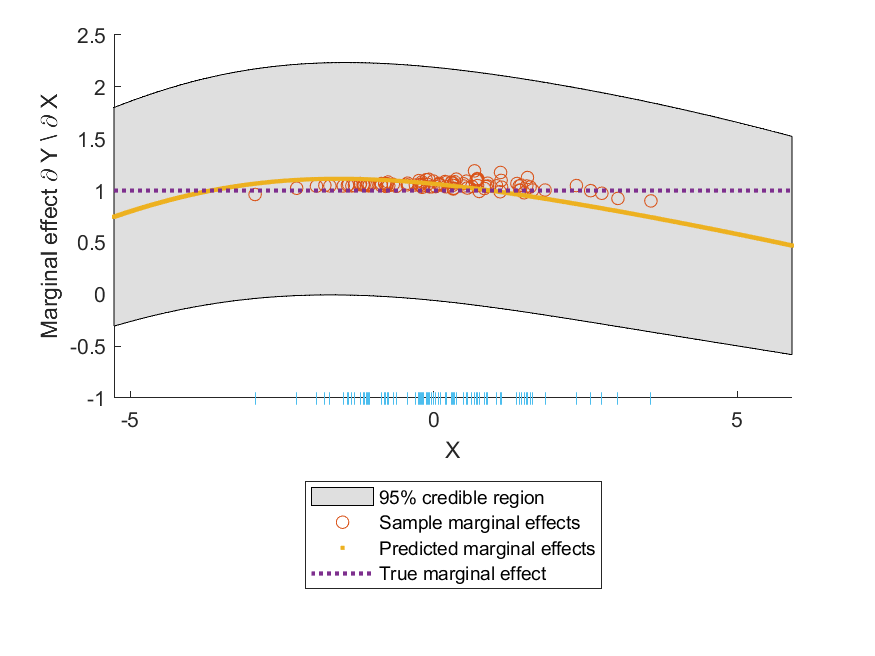 2.5
2
1.5
1
0.5
0
-0.5
-1
Marginal effect ∂ Y \ ∂ X
-5 0 5
X
95% credible region
Sample marginal effects
Predicted marginal effects
True marginal effect